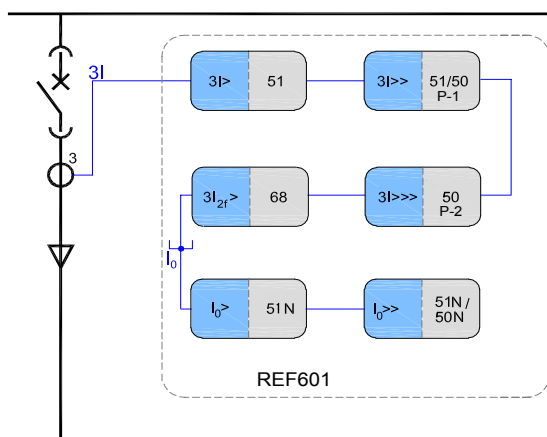 3I
3I>
51
3I>>
51/50
P-1
3
3I₂f>
68
3I>>>
50
P-2
I₀
I₀>
51N
I₀>>
51N/
50N
REF601